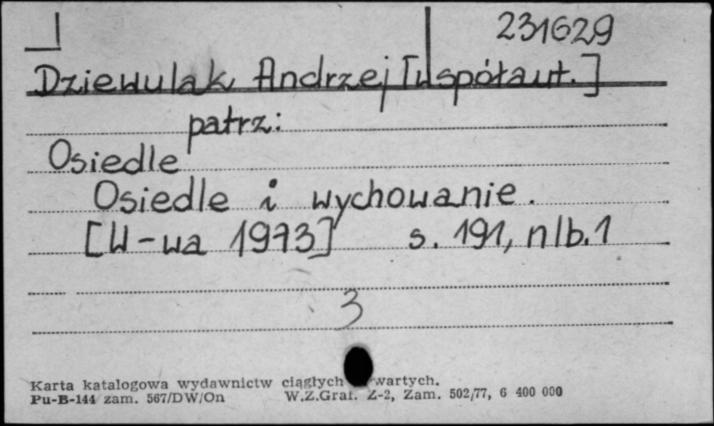 231629
Dziewulak Andrzej [współaut.]
patrz:
Osiedle
Osiedle i wychowanie.
[W-wa 1973] s. 191, nlb. 1
3
Karta katalogowa wydawnictw ciągłych wartych.
Pu-B-144 zam. 567/DW/On W.Z.Graf. Z-2, Zam. 502/77, 6 400 000